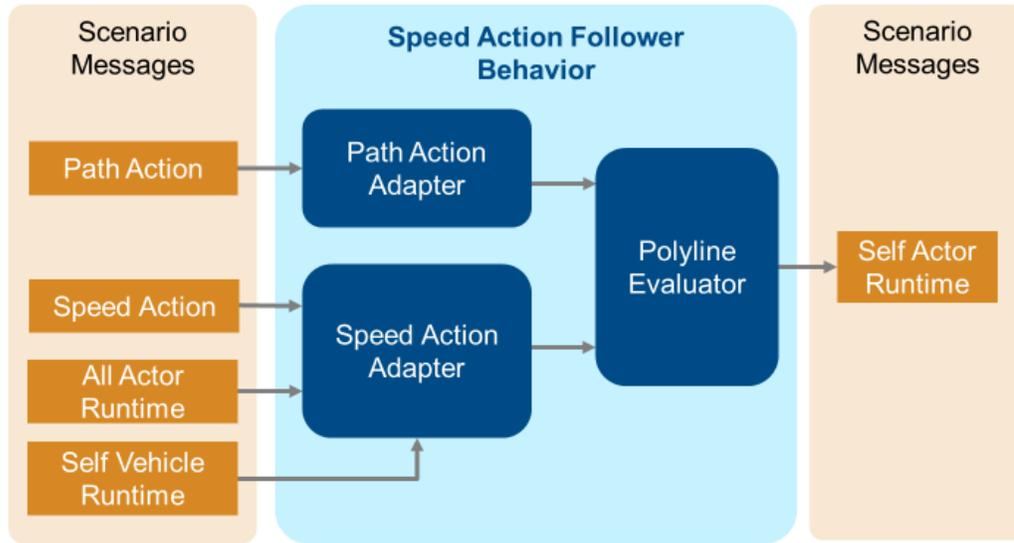 Scenario
Messages
Path Action
Speed Action
All Actor
Runtime
Self Vehicle
Runtime
Speed Action Follower
Behavior
Path Action
Adapter
Speed Action
Adapter
Polyline
Evaluator
Scenario
Messages
Self Actor
Runtime